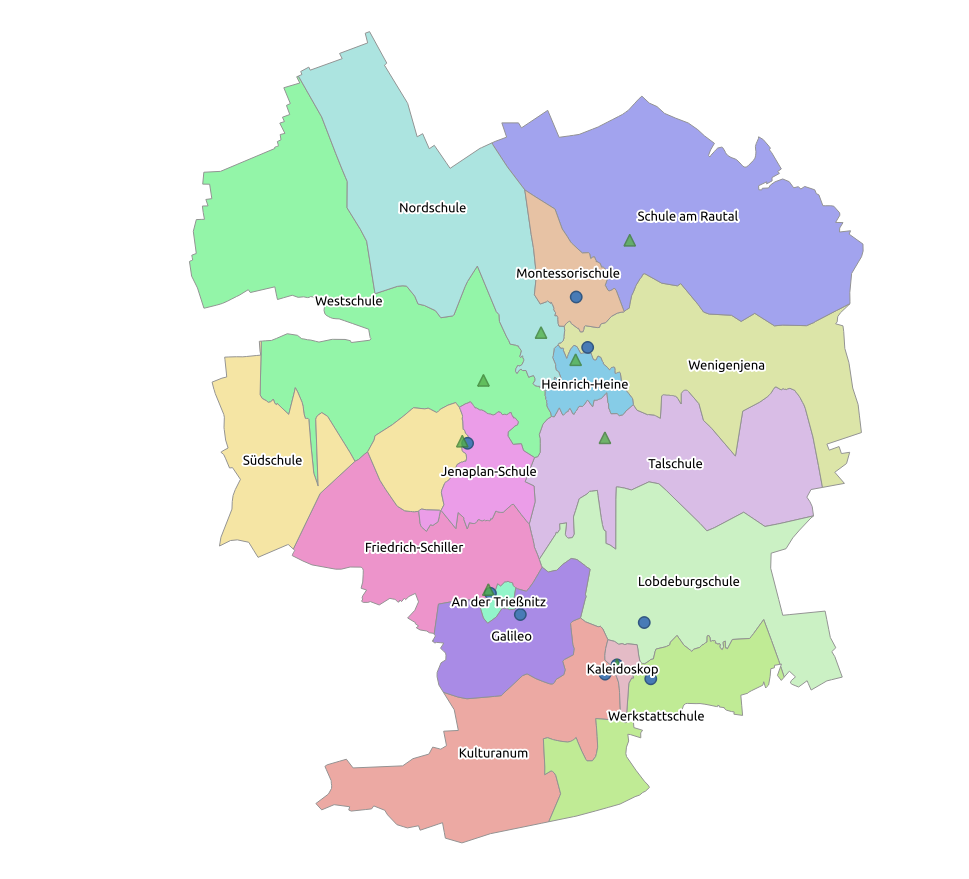 Nordschule
Schule am Rautal
Montessorischule
Westschule
Wenigenjena
Heinrich-Heine
Südschule
Talschule
Jenaplan-Schule
Friedrich-Schiller
Lobdeburgschule
An der Trießnitz
Galileo
Kaleidoskop
Werkstattschule
Kulturanum